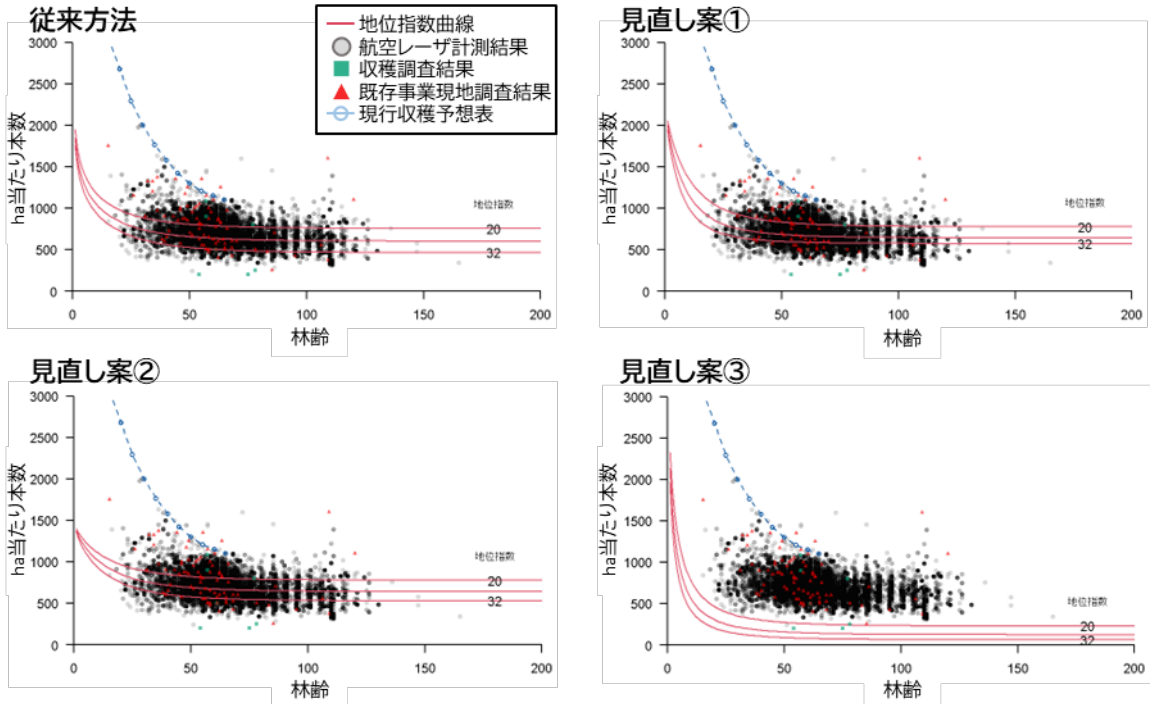 従来方法
地位指数曲線
航空レーザ計測結果
収穫調査結果
既存事業現地調査結果
現行収穫予想表
3000
2500
2000
1500
1000
500
0
ha当たり本数
地位指数
20
32
0 50 100 150 200
林齢
見直し案①
3000
2500
2000
1500
1000
500
0
ha当たり本数
地位指数
20
32
0 50 100 150 200
林齢
見直し案②
3000
2500
2000
1500
1000
500
0
ha当たり本数
地位指数
20
32
0 50 100 150 200
林齢
見直し案③
3000
2500
2000
1500
1000
500
0
ha当たり本数
地位指数
20
32
0 50 100 150 200
林齢